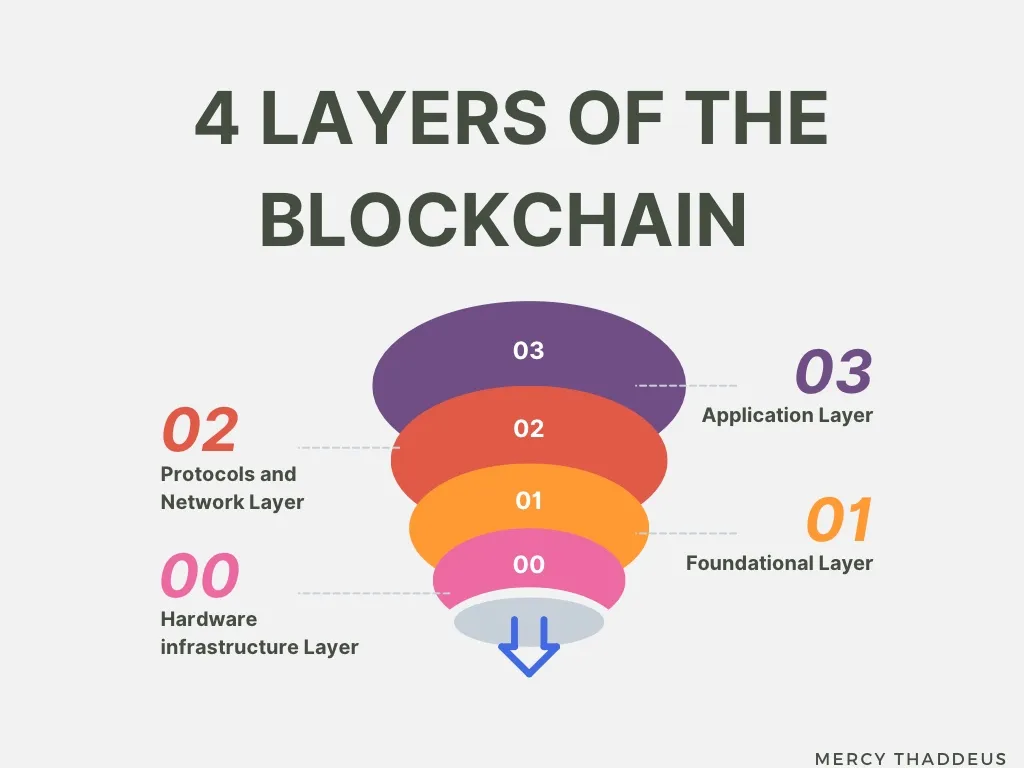 4 LAYERS OF THE
BLOCKCHAIN
03
02
01
00
03
Application Layer
02
Protocols and
Network Layer
01
Foundational Layer
00
Hardware
infrastructure Layer
MERCY THADDEUS